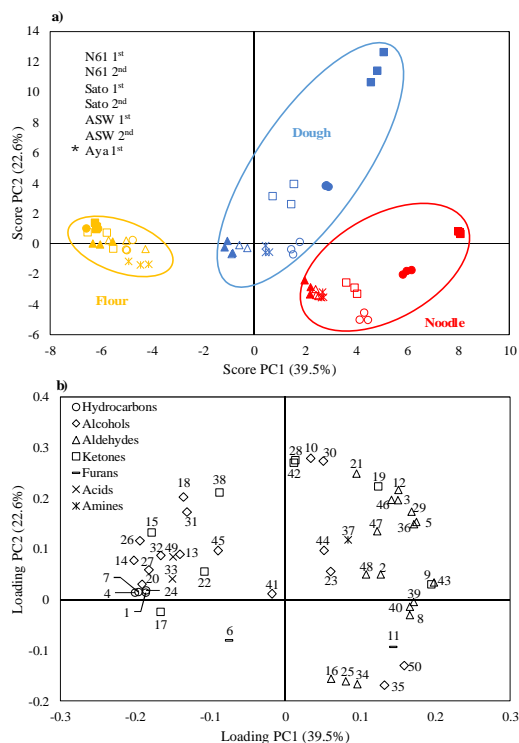 a)
14
12
10
8
6
4
2
0
-2
-4
-6
-8 -6 -4 -2 0 2 4 6 8 10
Score PC2 (22.6%)
Score PC1 (39.5%)
N61 1st
N61 2nd
Sato 1st
Sato 2nd
ASW 1st
ASW 2nd
* Aya 1st
Dough
Flour
Noodle
b)
0.4
0.3
0.2
0.1
0
-0.1
0.2
-0.3 -0.2 -0.1 0 0.1 0.2 0.3
Loading PC2 (22.6%)
Loading PC1 (39.5%)
Hydrocarbons
Alcohols
Aldehydes
Ketones
Furans
Acids
Amines
28 10 30
42
21
19 12
46 3
29
47 36 5
44 37
23 48 2 9 43
39
40 8
11
16 25 34 35 50
18 38
31
15
26
32 49 13 45
14 27
33 22
7 20 41
4 24
1 17
6